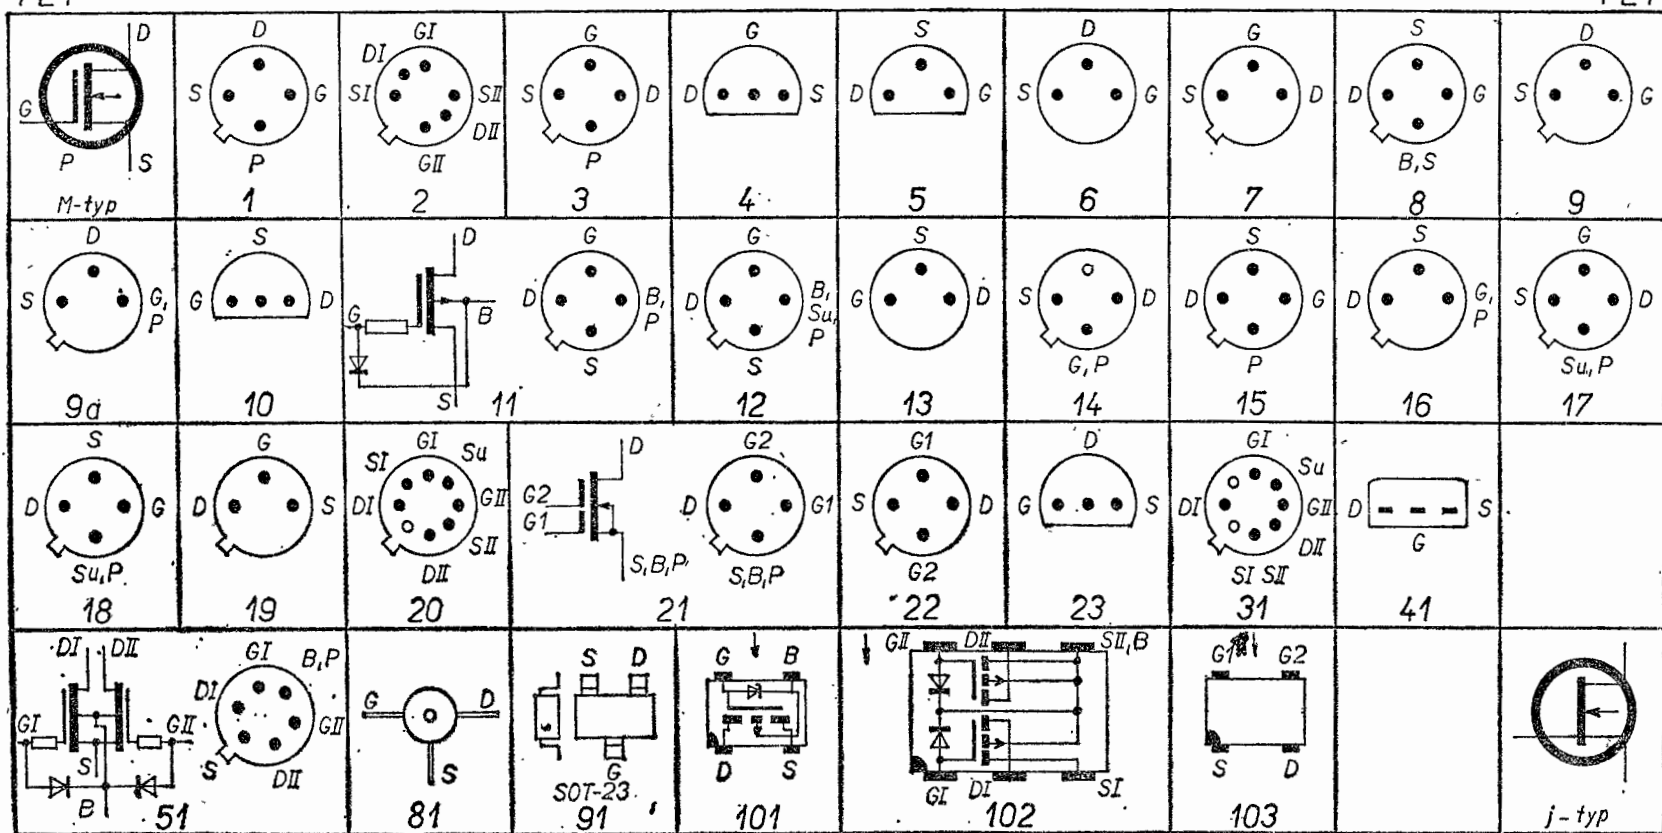 D
G
P
S
M-typ
D
S G
P
1
GI
DI
SI SII
DII
GII
2
G
S D
P
3
G
D S
4
S
D G
5
D
S G
6
G
S D
7
S
D G
B,S
8
D
S G
9
D
S G, P
9a
S
G D
10
D
G
B
S
G
D B, P
S
11
G
D B, Su, P
S
12
S
G D
13
S D
G, P
14
S
D G
P
15
S
D G, P
16
G
S D
Su, P
17
S
D G
Su, P
18
G
D S
19
GI
SI Su
DI GII
SII
DII
20
D
G2
G1
S,B,P
G2
D G1
S,B,P
21
G1
S D
G2
22
D
G S
23
GI
Su
DI GII
DII
SI SII
31
D S
G
41
DI DII
GI GII
S
B
GI B,P
DI
GII
S DII
51
G D
S
81
S D
G
SOT-23
91
G B
D S
101
GII DII SII,B
GI DI SI
102
G1 G2
S D
103
j-typ